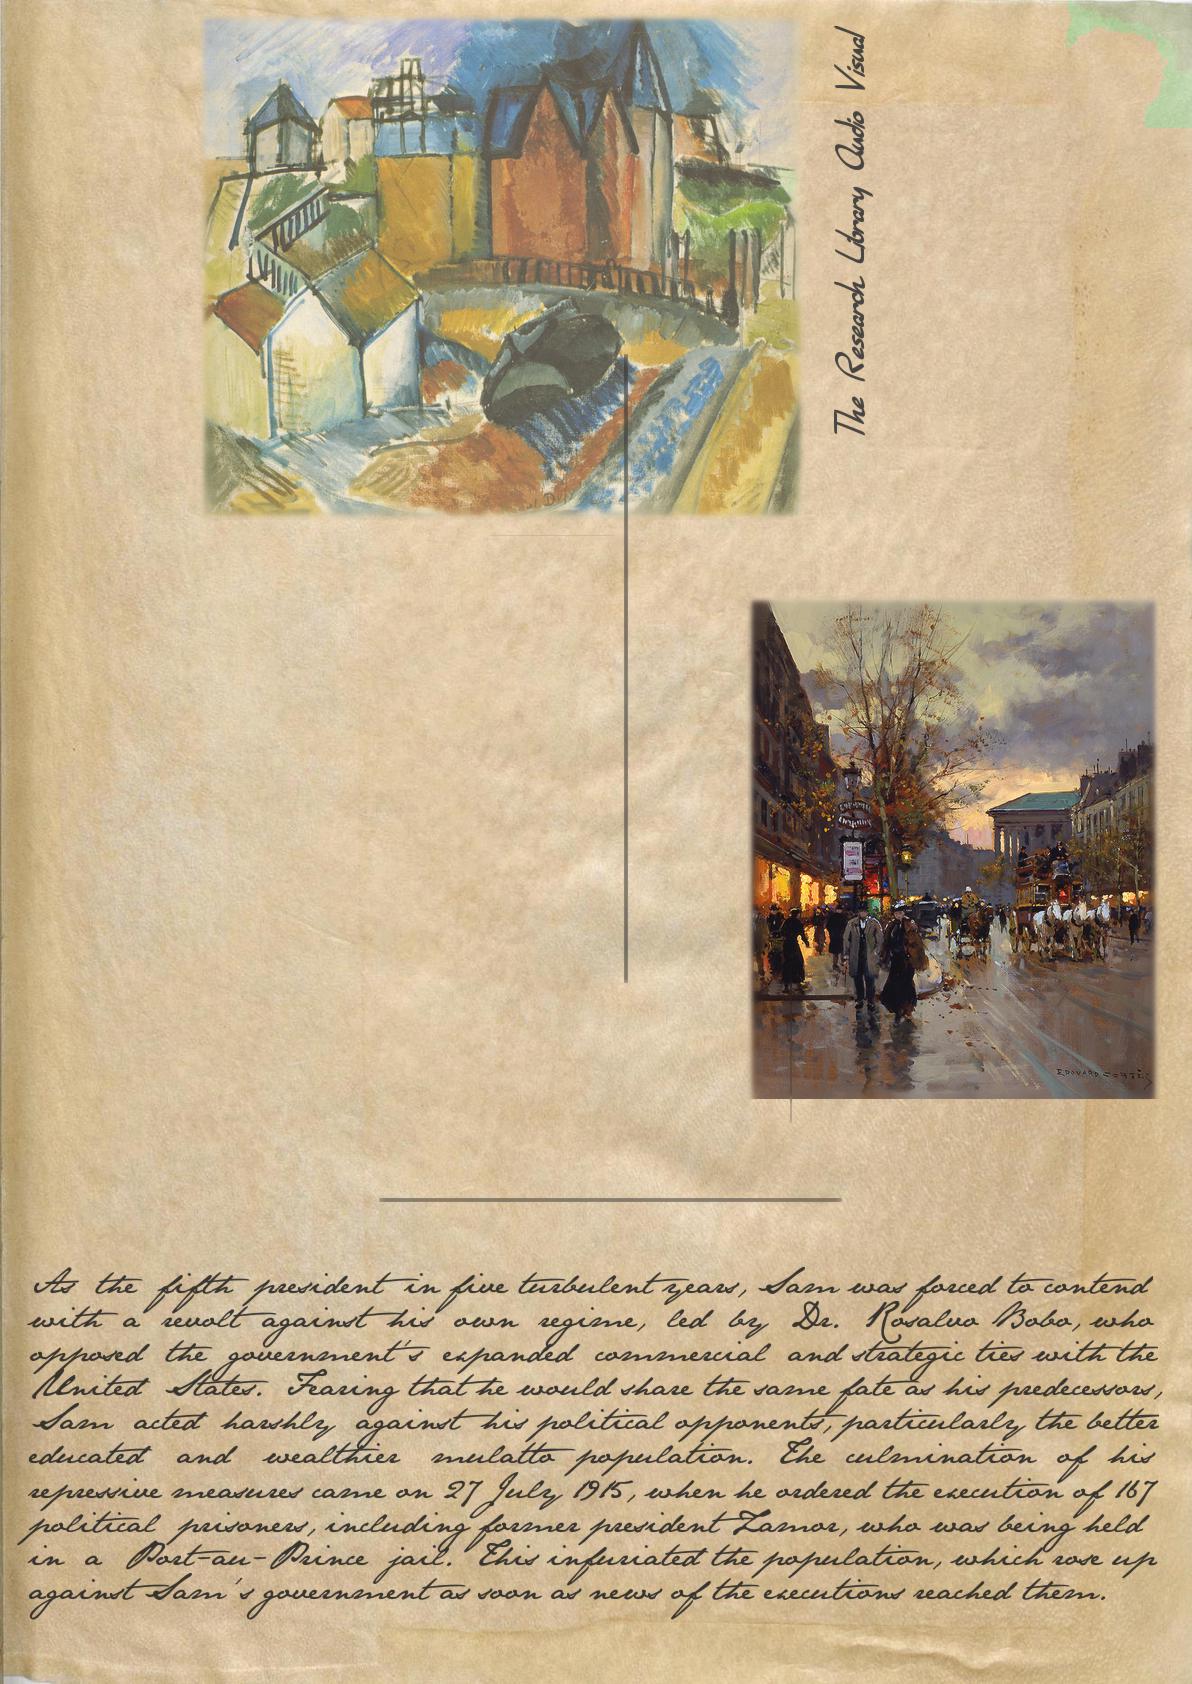 The Research Library Audio Visual
EDOUARD CORTÈS
As the fifth president in five turbulent years, Sam was forced to contend
with a revolt against his own regime, led by Dr. Rosalvo Bobo, who
opposed the government's expanded commercial and strategic ties with the
United States. Fearing that he would share the same fate as his predecessors,
Sam acted harshly against his political opponents, particularly the better
educated and wealthier mulatto population. The culmination of his
repressive measures came on 27 July 1915, when he ordered the execution of 167
political prisoners, including former president Zamor, who was being held
in a Port-au-Prince jail. This infuriated the population, which rose up
against Sam's government as soon as news of the executions reached them.